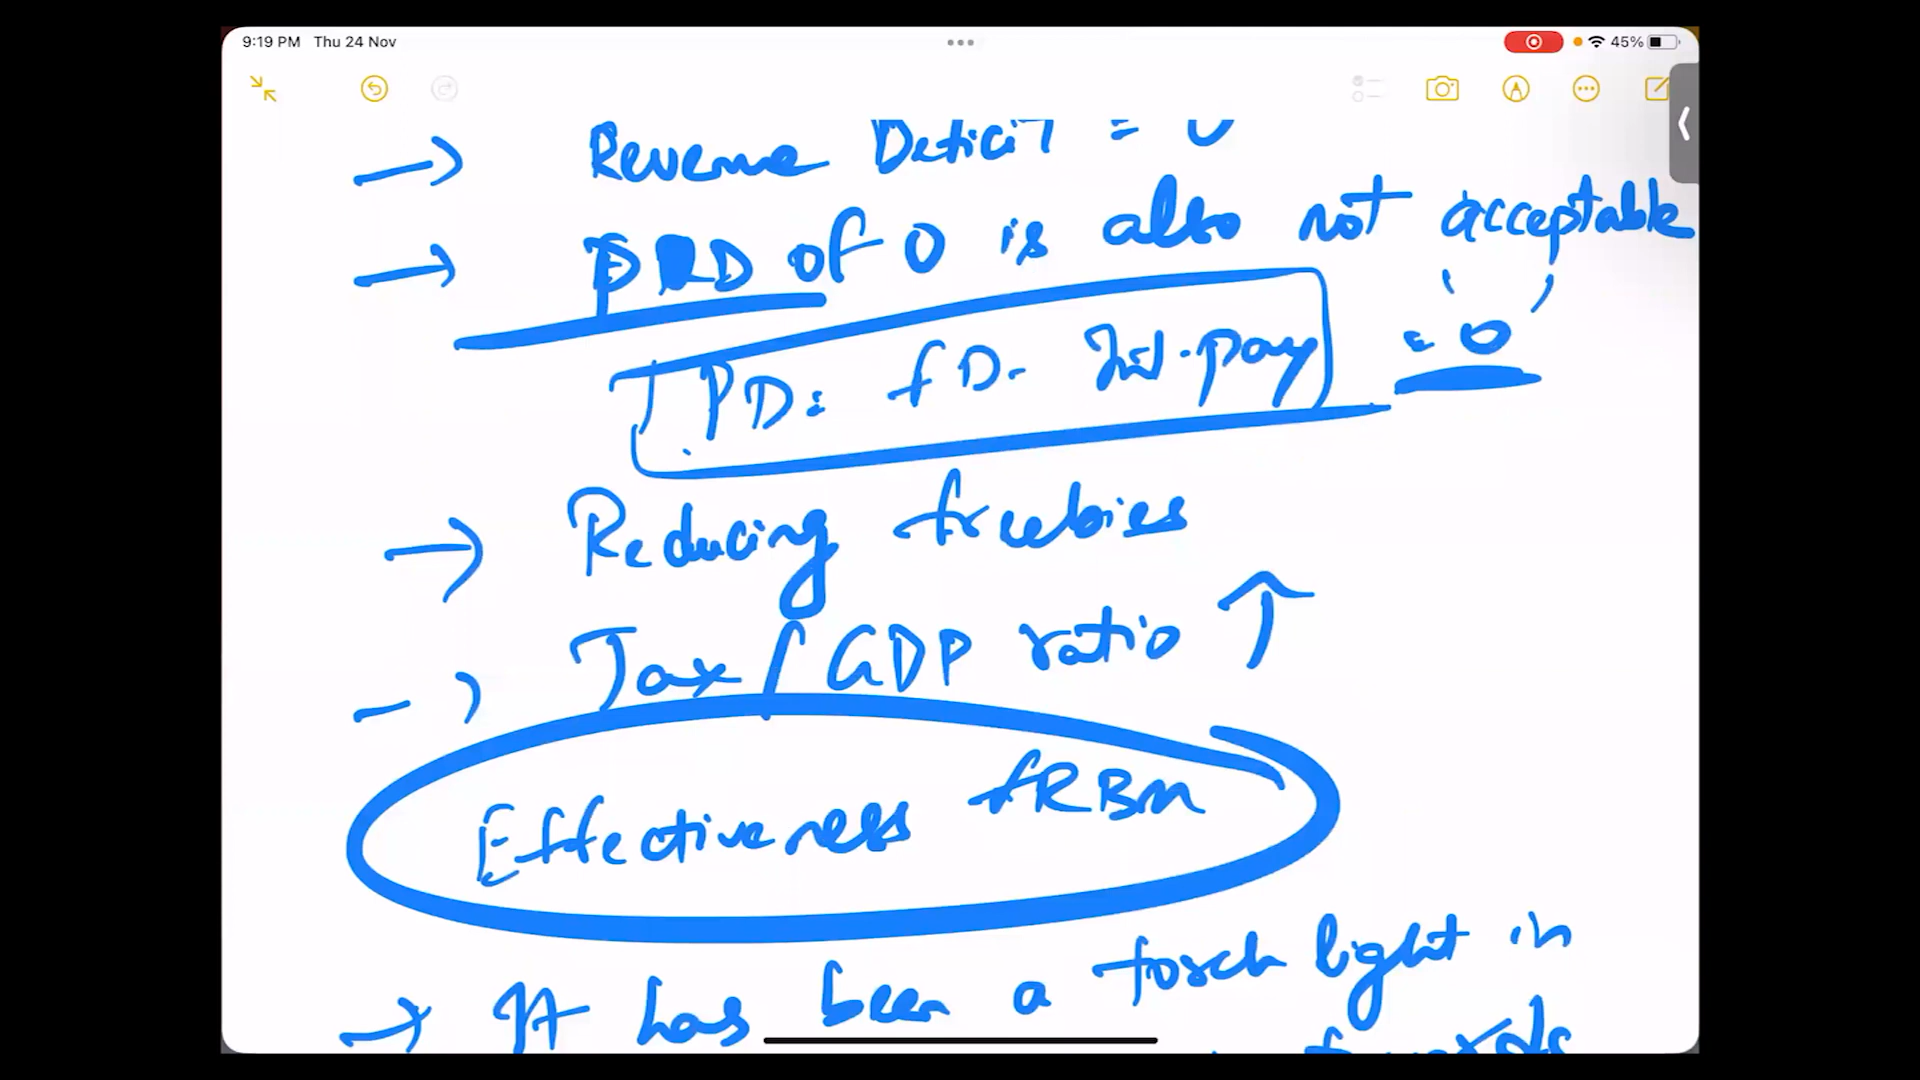 9:19 PM Thu 24 Nov
45%
→ Revenue Deficit = 0
→ PRD of 0 is also not acceptable
PD = FD - Int. pay = 0
→ Reducing freebies
→ Tax / GDP ratio ↑
Effectiveness FRBM
→ It has been a torch light in
towards